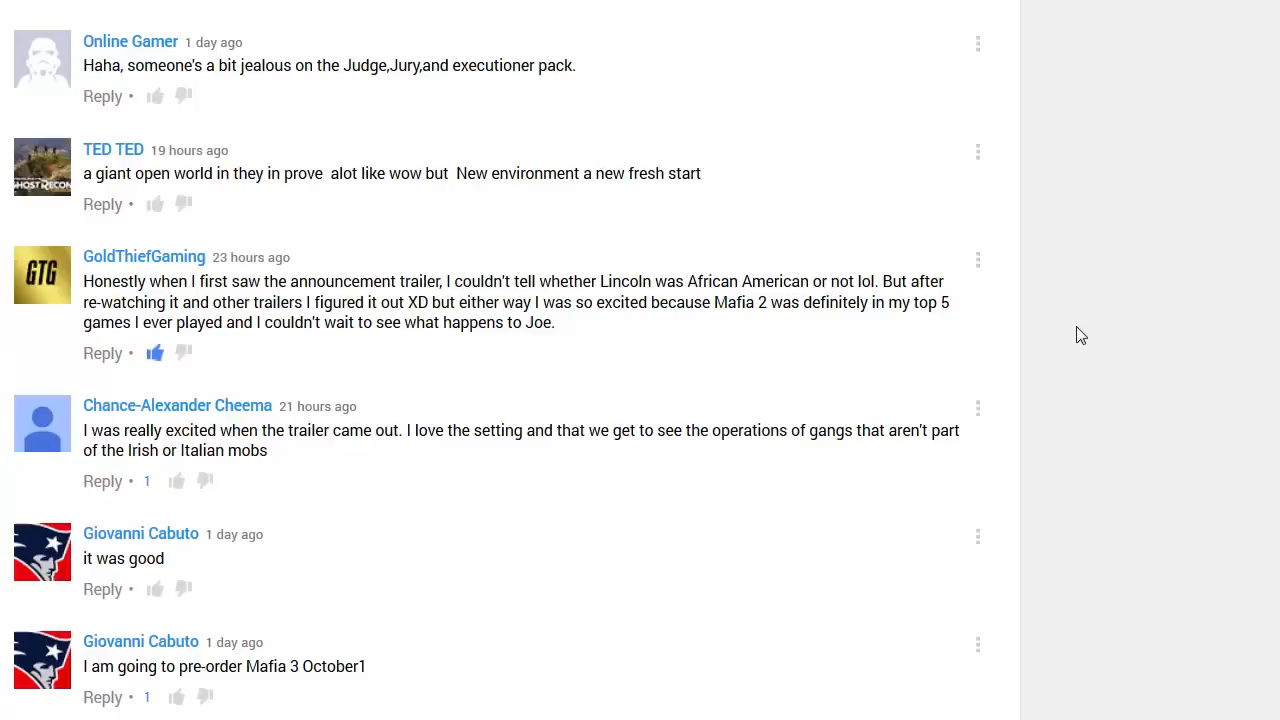 Online Gamer 1 day ago
Haha, someone's a bit jealous on the Judge,Jury,and executioner pack.
Reply •
TED TED 19 hours ago
GHOST RECON
a giant open world in they in prove  alot like wow but  New environment a new fresh start
Reply •
GoldThiefGaming 23 hours ago
GTG
Honestly when I first saw the announcement trailer, I couldn't tell whether Lincoln was African American or not lol. But after
re-watching it and other trailers I figured it out XD but either way I was so excited because Mafia 2 was definitely in my top 5
games I ever played and I couldn't wait to see what happens to Joe.
Reply •
Chance-Alexander Cheema 21 hours ago
I was really excited when the trailer came out. I love the setting and that we get to see the operations of gangs that aren't part
of the Irish or Italian mobs
Reply • 1
Giovanni Cabuto 1 day ago
it was good
Reply •
Giovanni Cabuto 1 day ago
I am going to pre-order Mafia 3 October1
Reply • 1